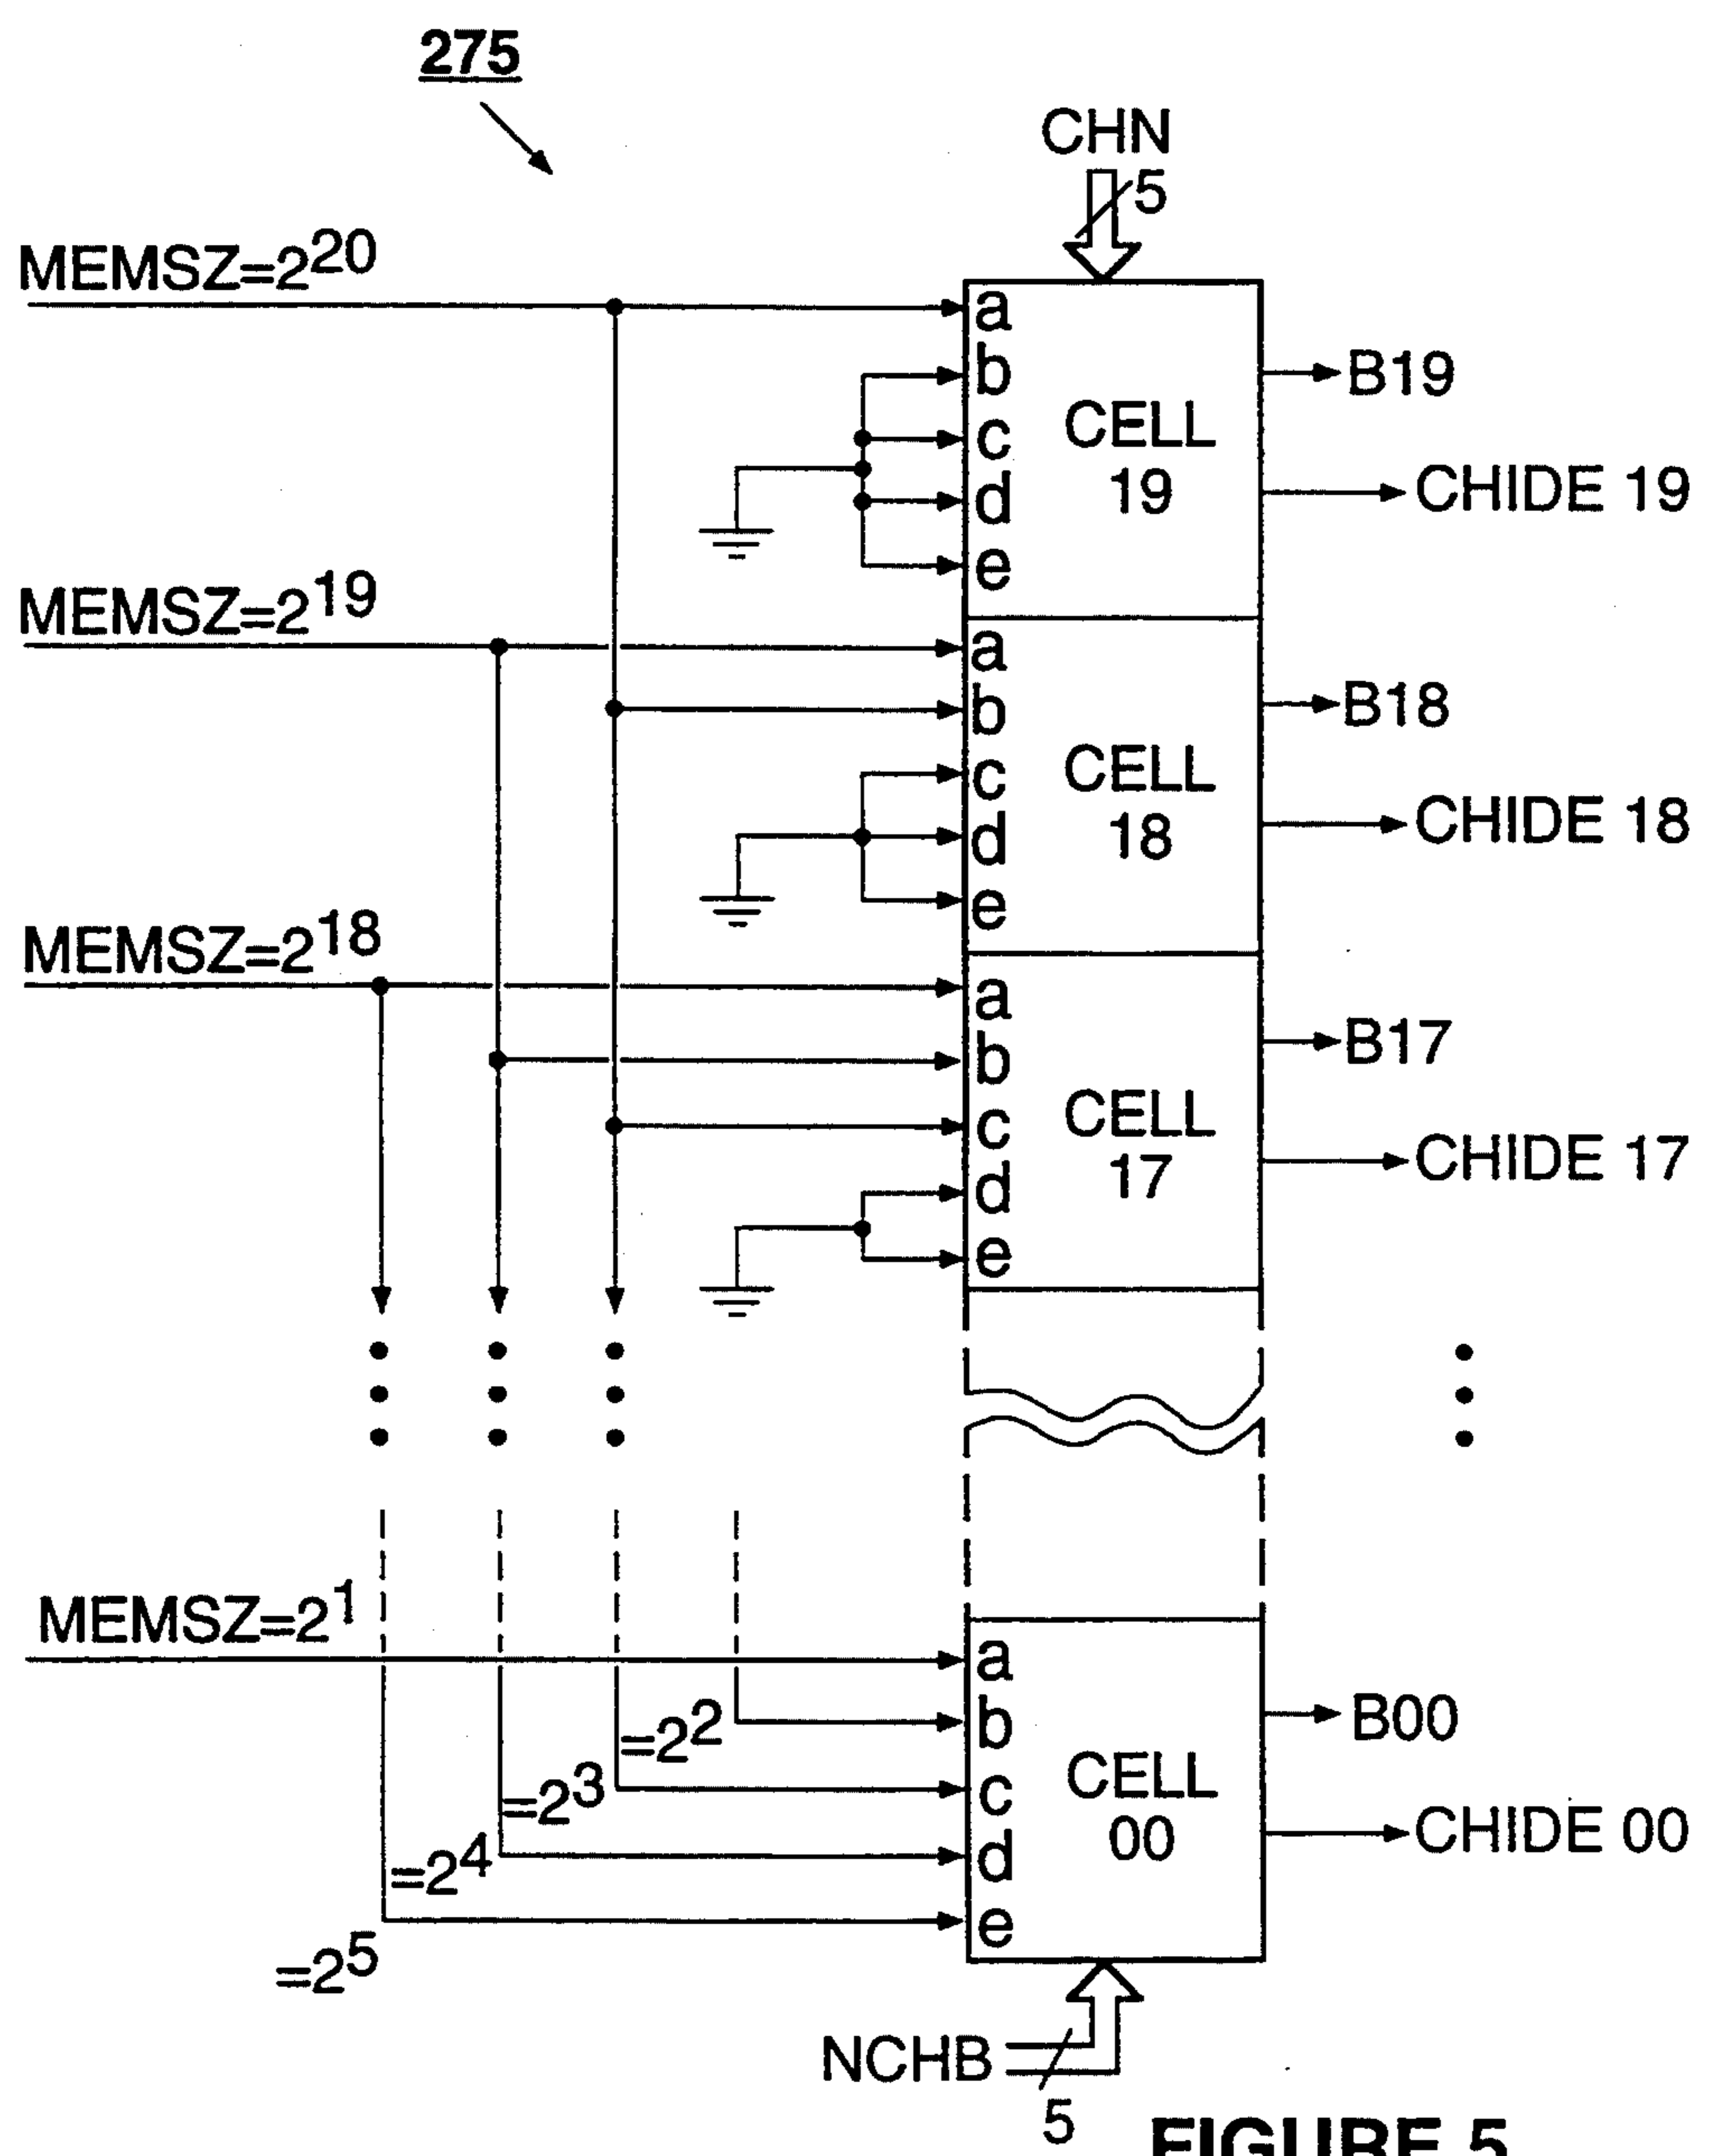 275
CHN
5
MEMSZ=2^20
a
b
c
d
e
CELL
19
B19
CHIDE 19
MEMSZ=2^19
a
b
c
d
e
CELL
18
B18
CHIDE 18
MEMSZ=2^18
a
b
c
d
e
CELL
17
B17
CHIDE 17
MEMSZ=2^1
a
b
c
d
e
=2^2
=2^3
=2^4
=2^5
CELL
00
B00
CHIDE 00
NCHB
5
FIGURE 5